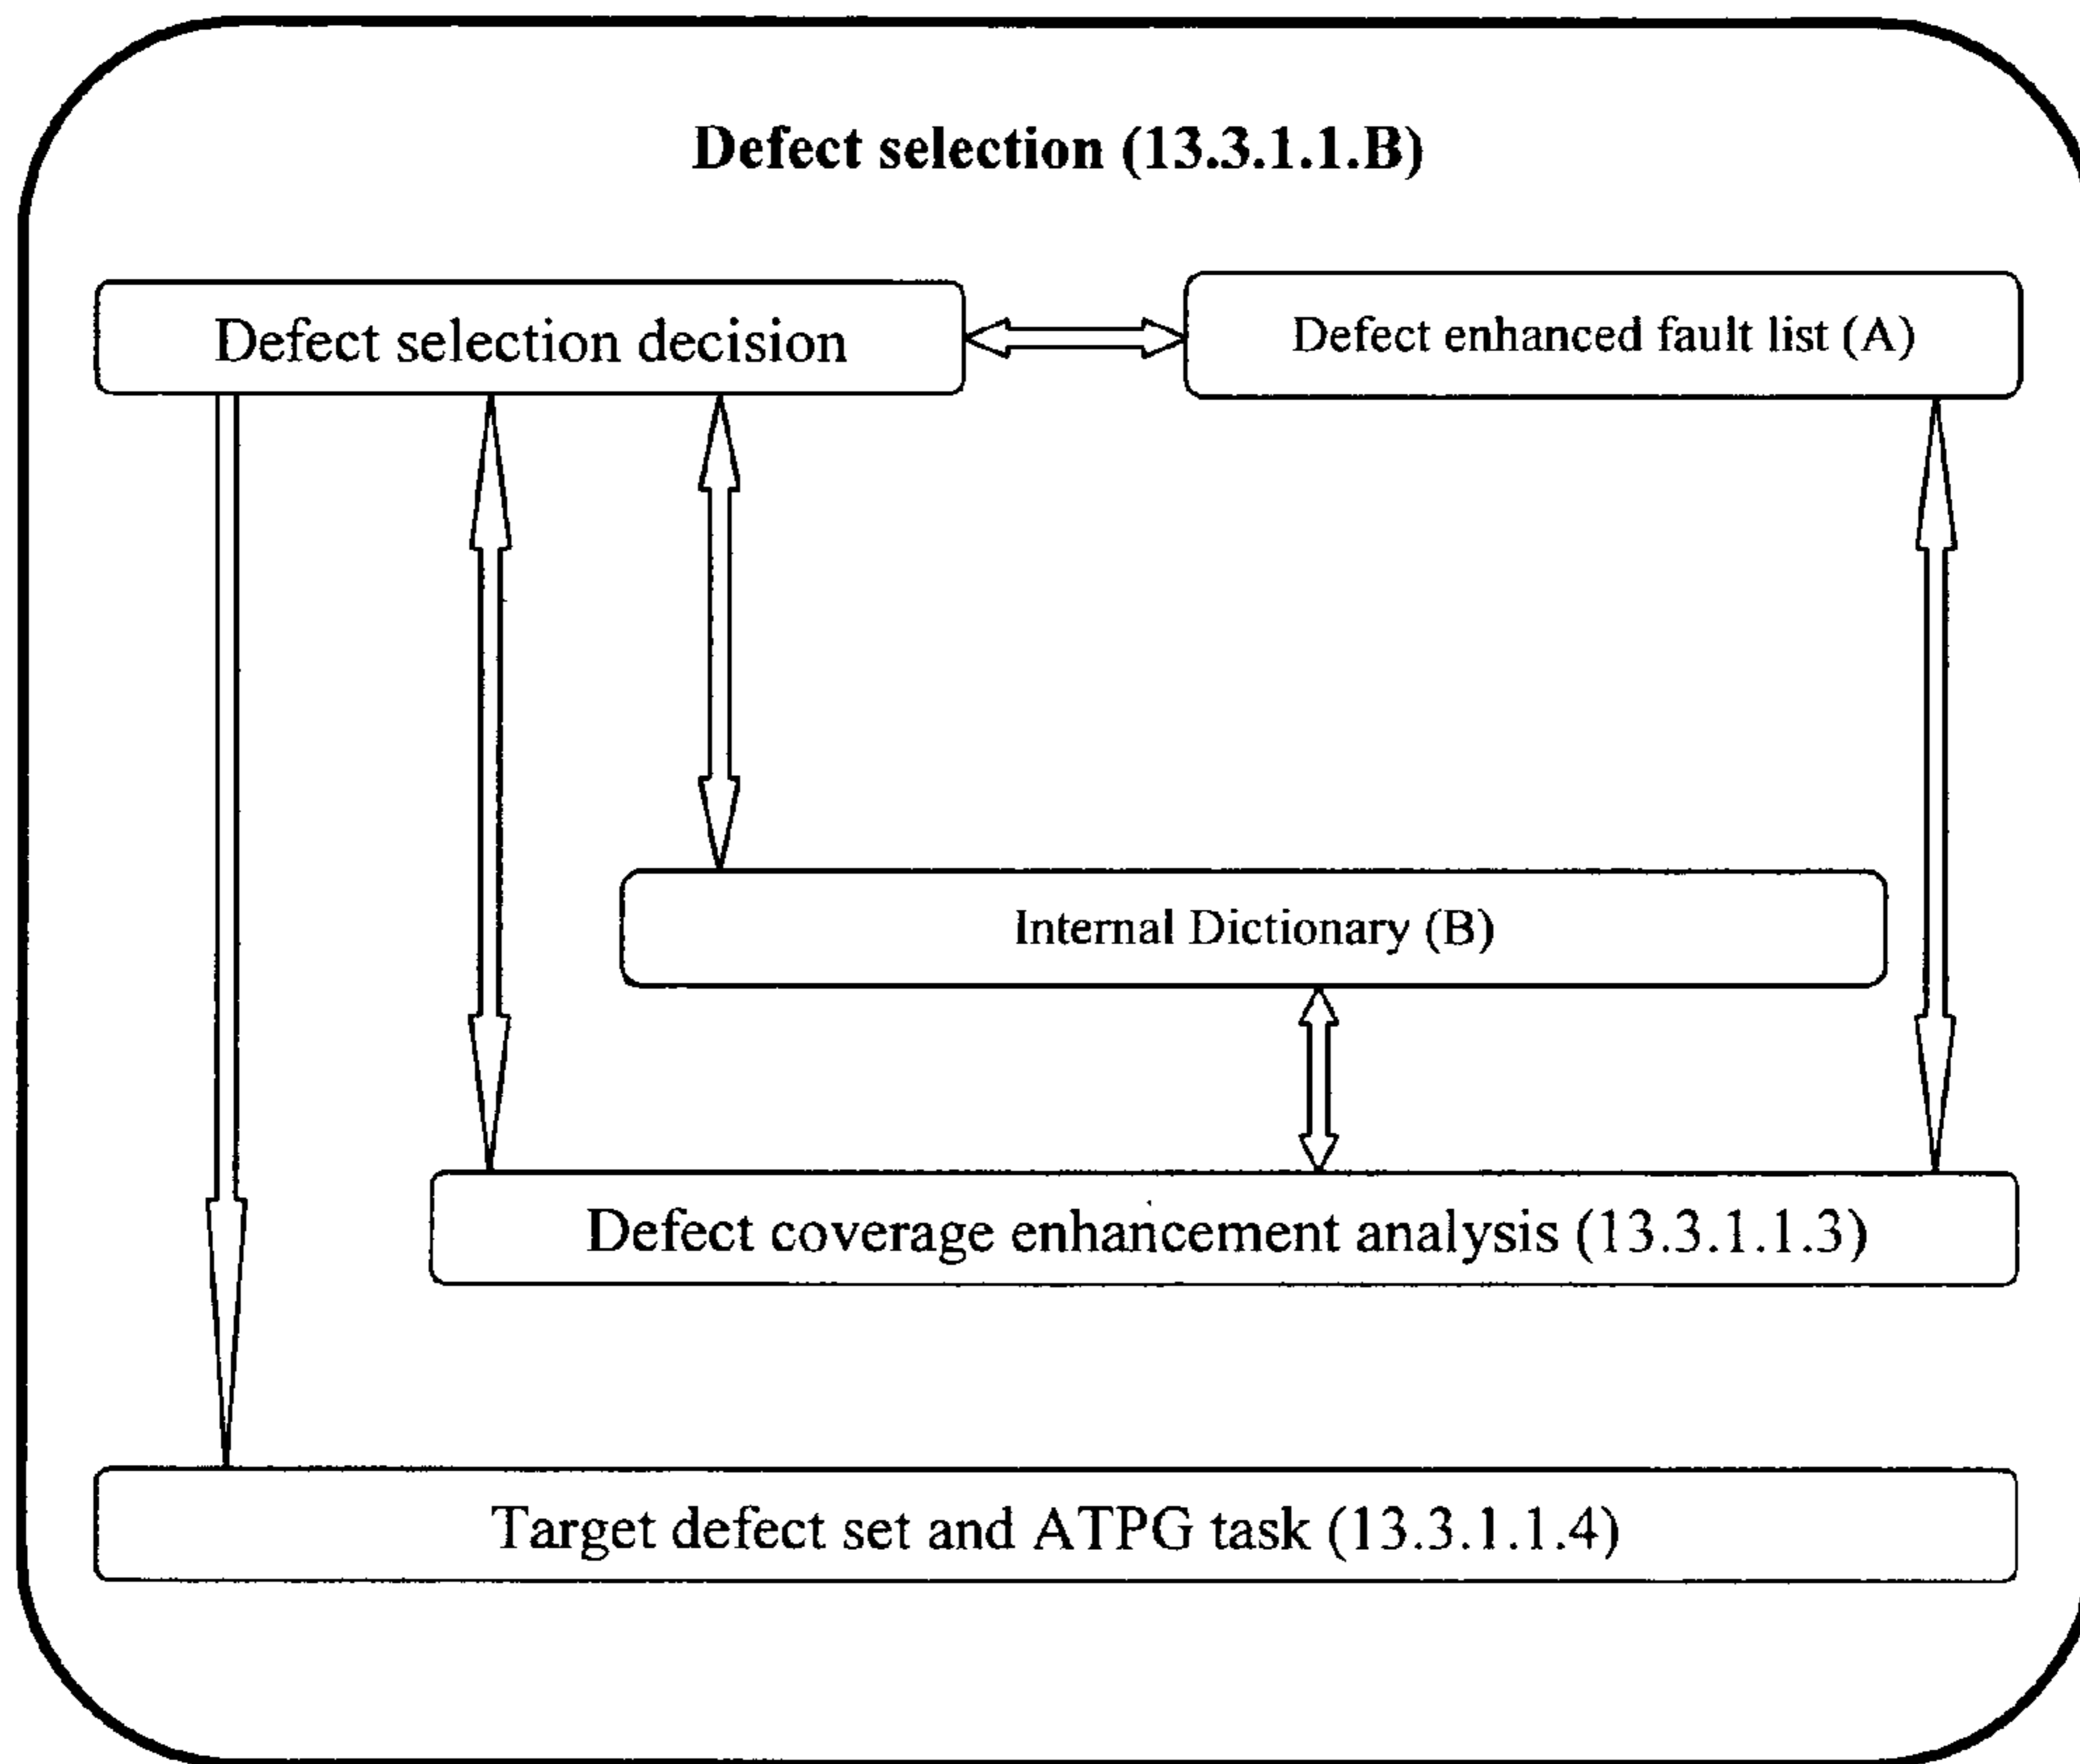 Defect selection (13.3.1.1.B)
Defect selection decision
Defect enhanced fault list (A)
Internal Dictionary (B)
Defect coverage enhancement analysis (13.3.1.1.3)
Target defect set and ATPG task (13.3.1.1.4)